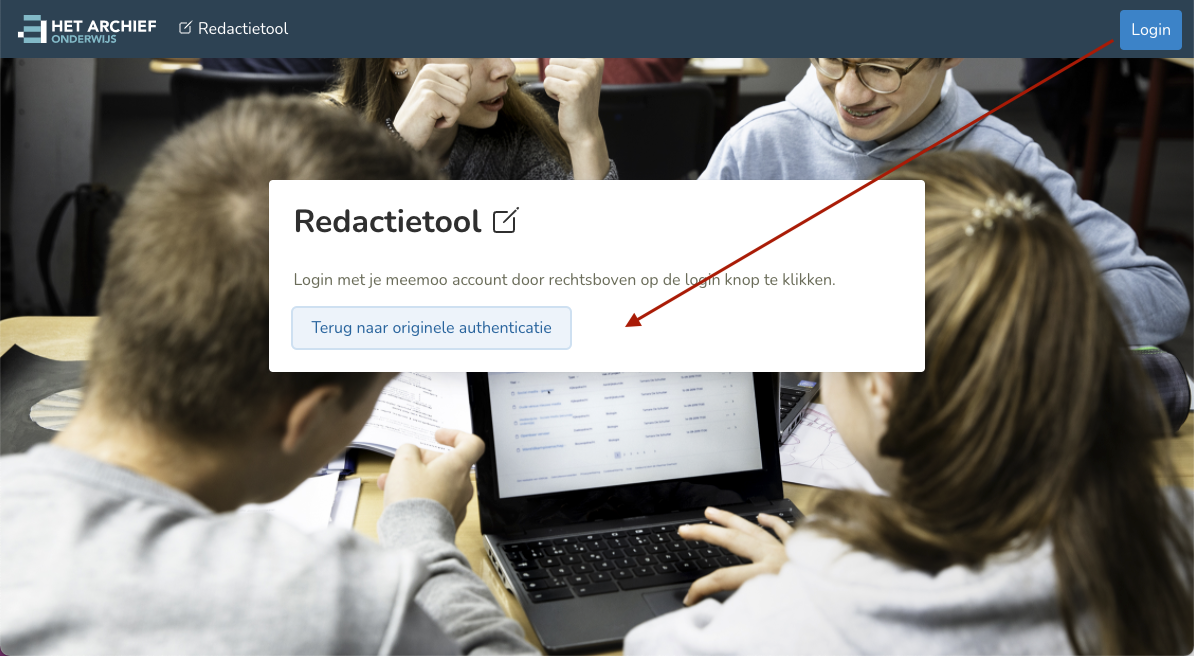 HET ARCHIEF
ONDERWIJS
Redactietool
Login
Redactietool
Login met je meemoo account door rechtsboven op de login knop te klikken.
Terug naar originele authenticatie